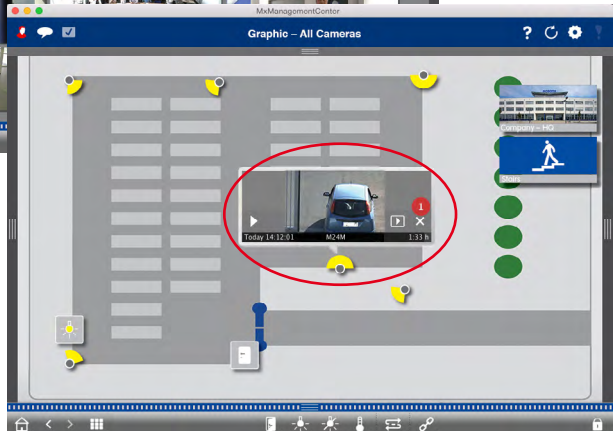 MxManagementCenter
Graphic – All Cameras
?
Company – HQ
Stairs
1
Today 14:12:01 M24M 1:33 h